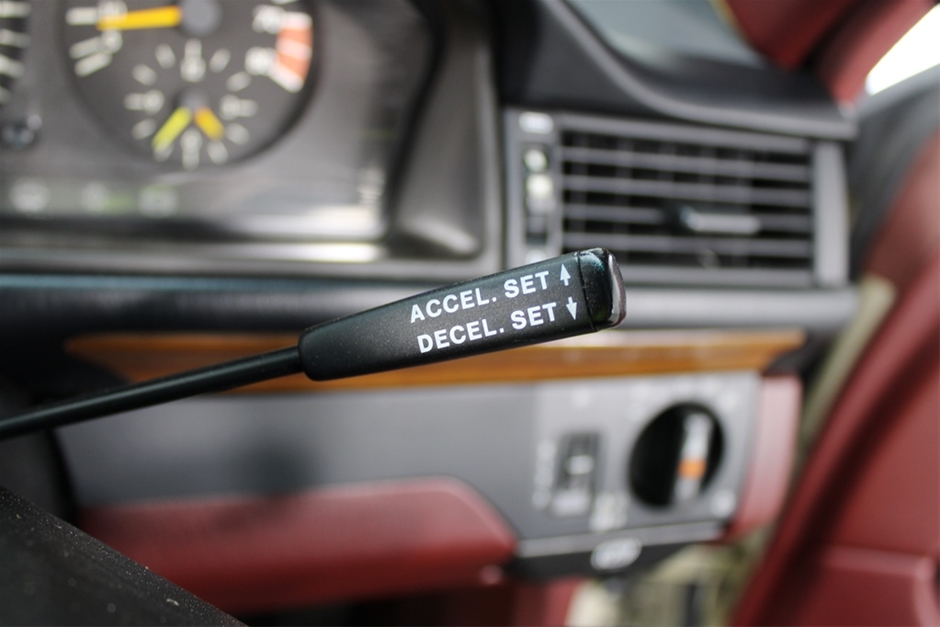 ACCEL. SET ↑
DECEL. SET ↓